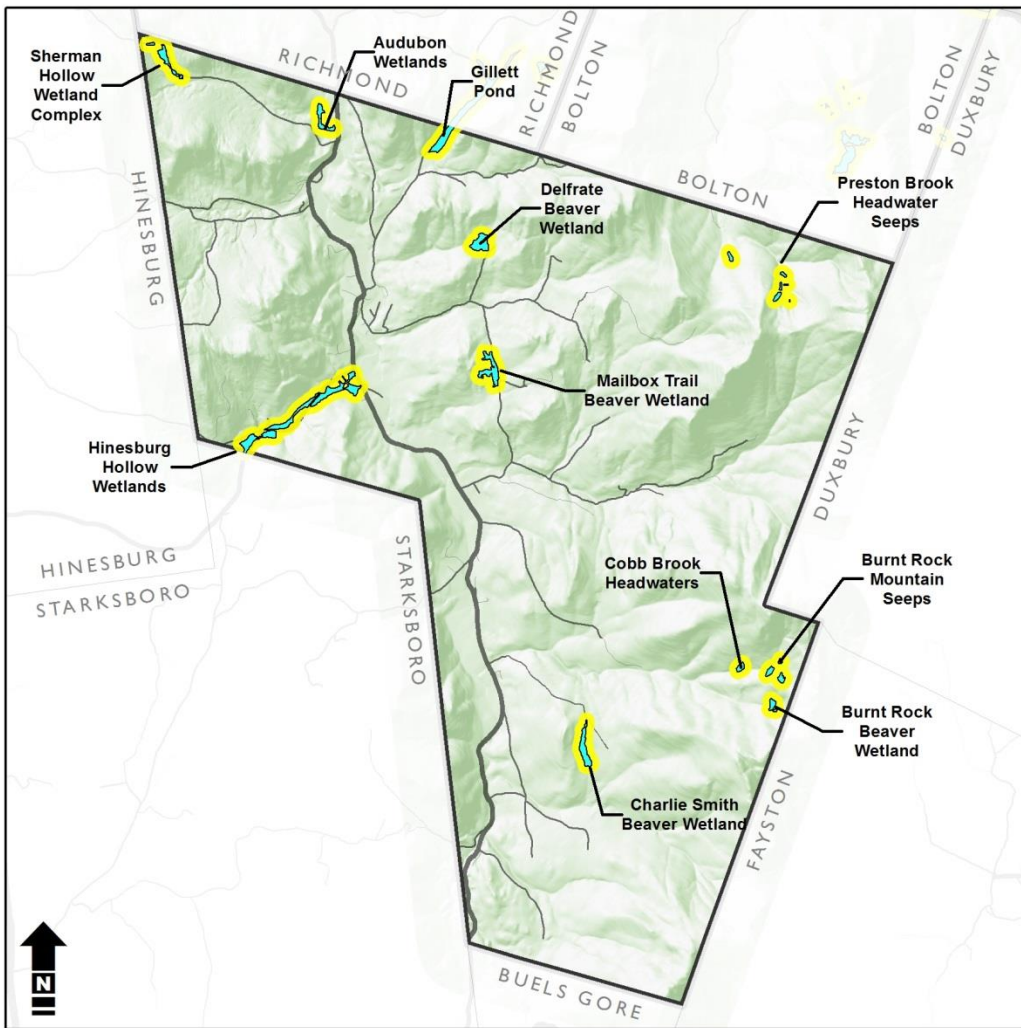 Sherman
Hollow
Wetland
Complex
RICHMOND
Audubon
Wetlands
Gillett
Pond
RICHMOND
BOLTON
BOLTON
DUXBURY
HINESBURG
Delfrate
Beaver
Wetland
BOLTON
Preston Brook
Headwater
Seeps
Mailbox Trail
Beaver Wetland
Hinesburg
Hollow
Wetlands
DUXBURY
HINESBURG
STARKSBORO
STARKSBORO
Cobb Brook
Headwaters
Burnt Rock
Mountain
Seeps
Burnt Rock
Beaver
Wetland
Charlie Smith
Beaver Wetland
FAYSTON
BUELS GORE
N